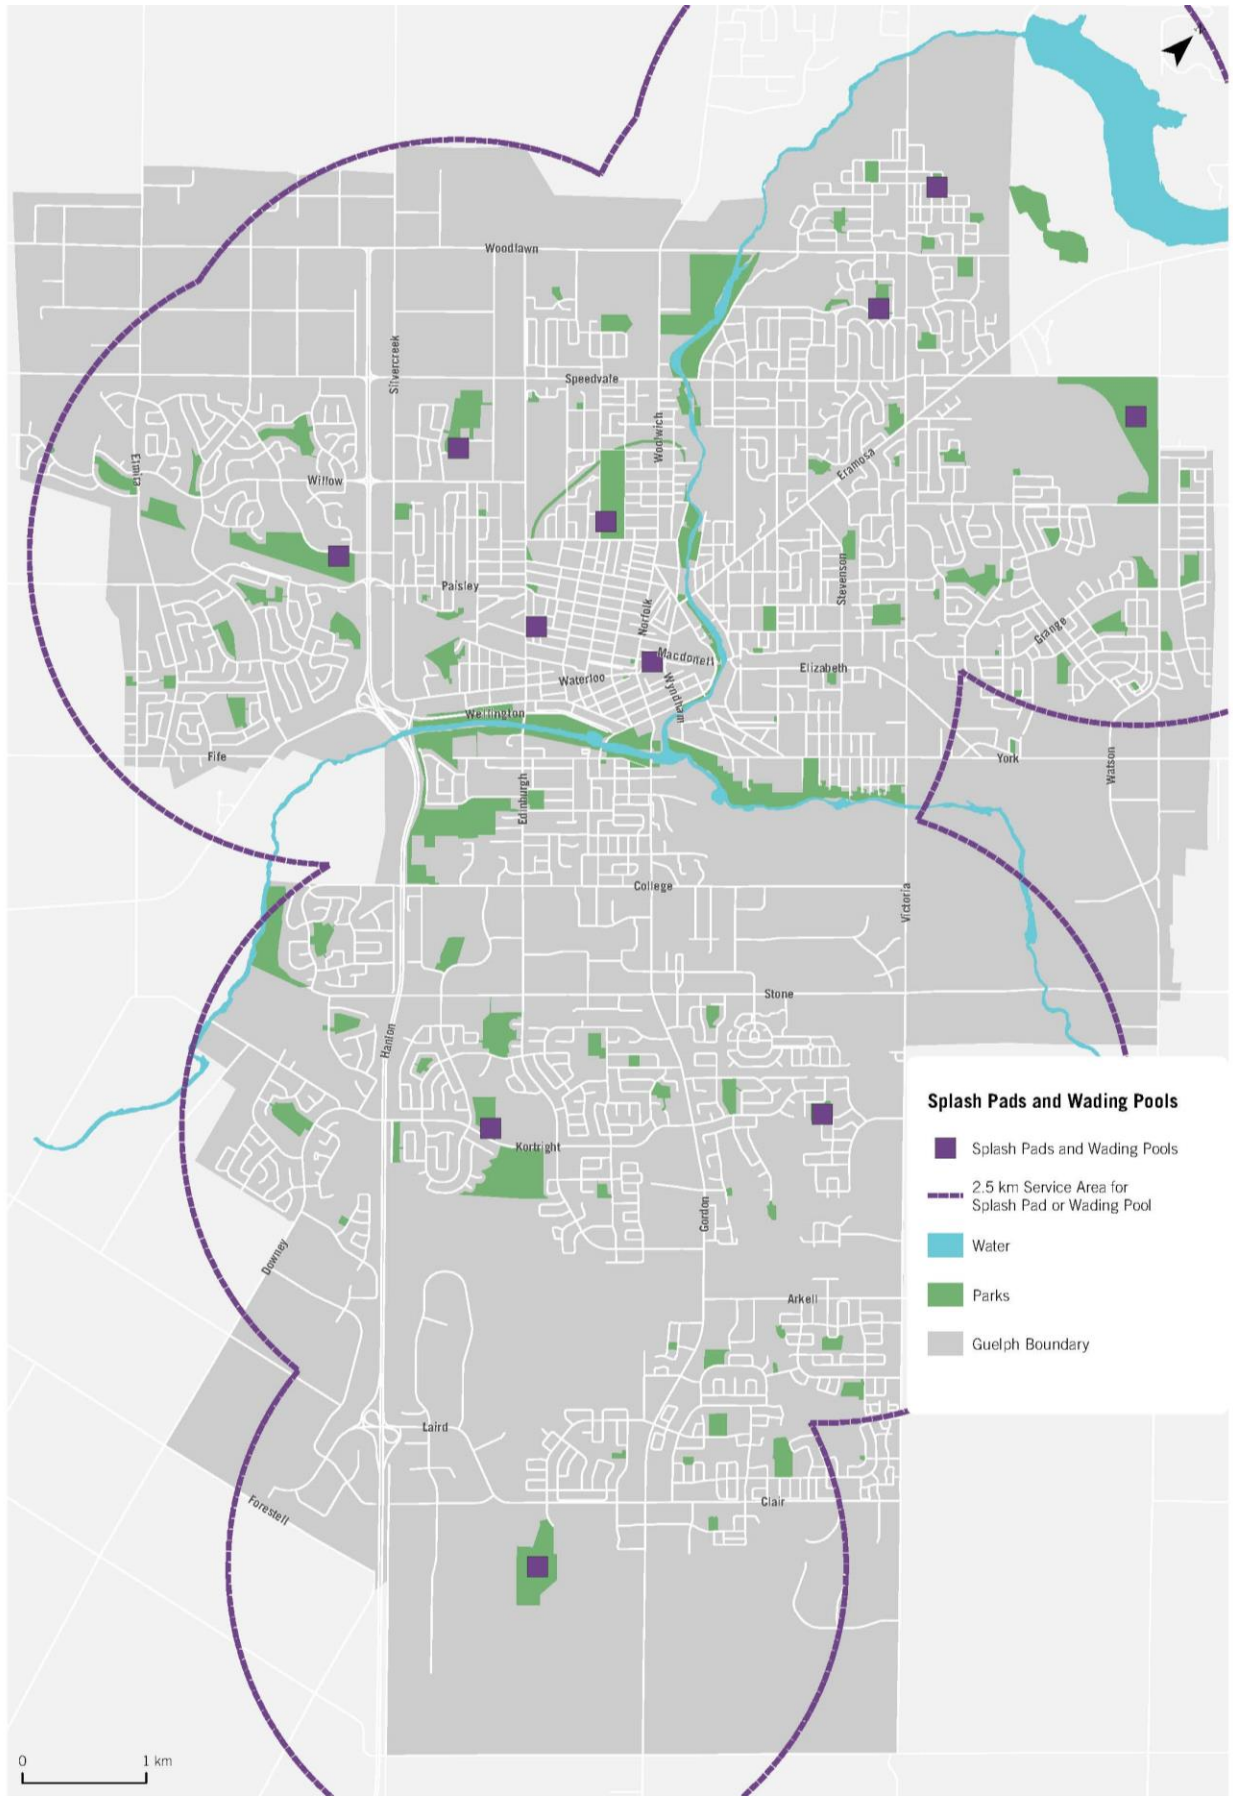 N
Woodlawn
Silvercreek
Speedvale
Woolwich
Elmira
Willow
Eramosa
Stevenson
Paisley
Norfolk
Grange
Macdonell
Elizabeth
Waterloo
Wyndham
Wellington
Fife
York
Watson
Edinburgh
College
Victoria
Stone
Hanlon
Kortright
Gordon
Downey
Arkell
Laird
Clair
Forestell
Splash Pads and Wading Pools
Splash Pads and Wading Pools
2.5 km Service Area for
Splash Pad or Wading Pool
Water
Parks
Guelph Boundary
0 1 km